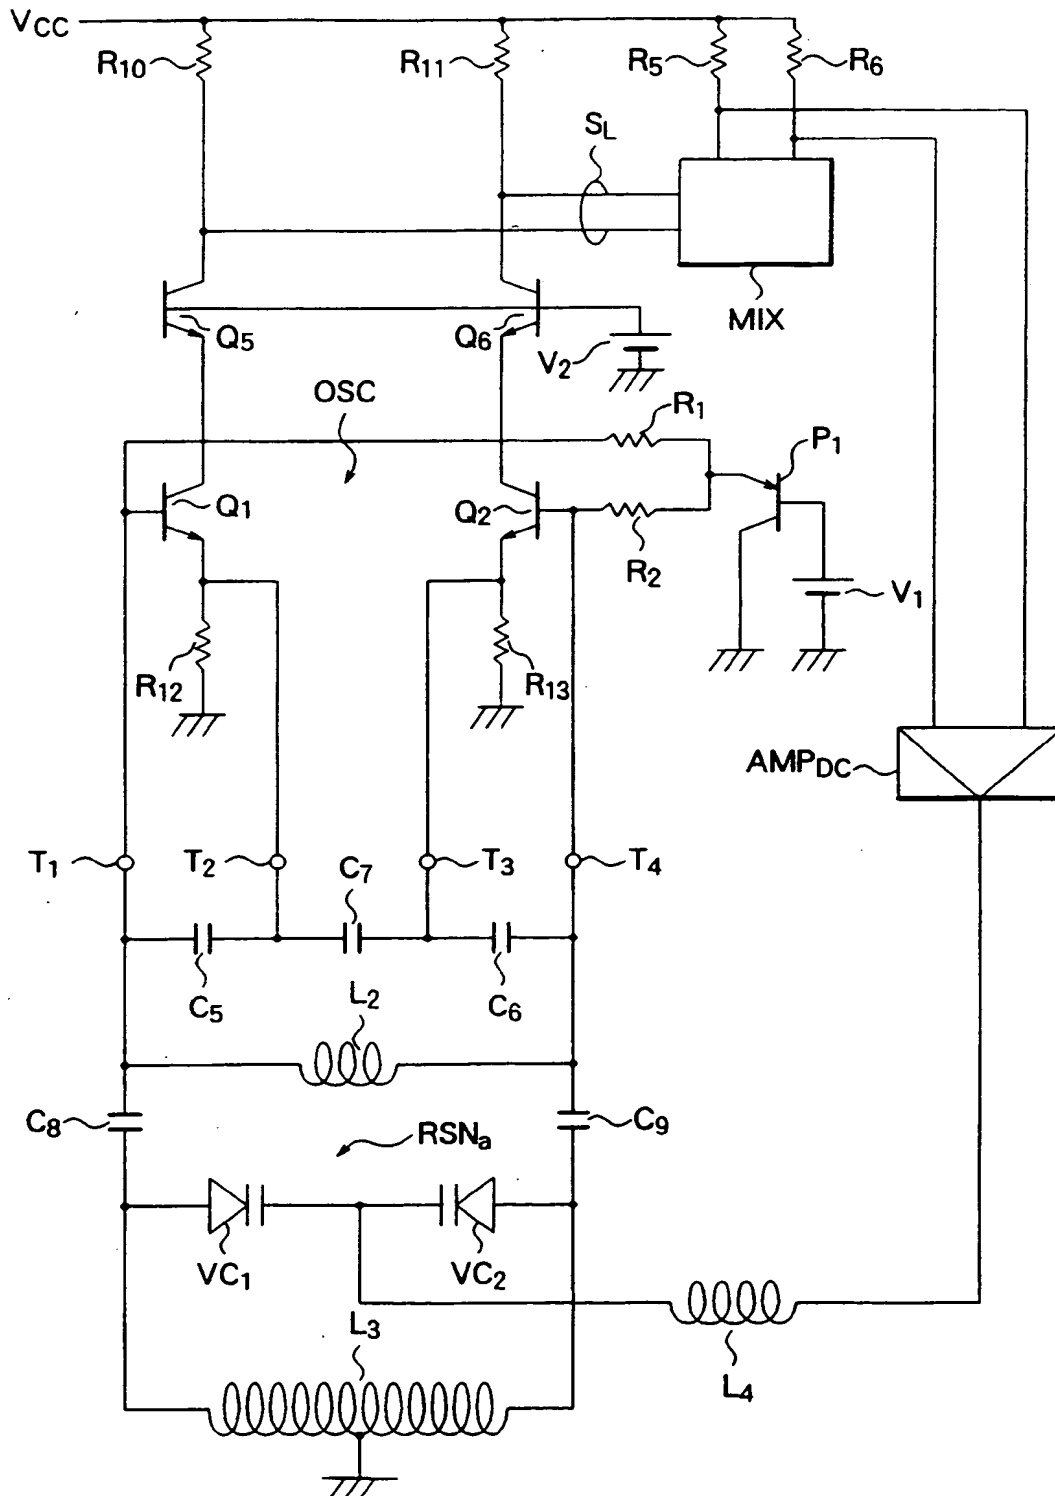 VCC
R10
R11
R5
R6
SL
MIX
Q5
Q6
V2
OSC
R1
P1
Q1
Q2
R2
V1
R12
R13
AMPDC
T1
T2
C7
T3
T4
C5
L2
C6
C8
RSNa
C9
VC1
VC2
L3
L4